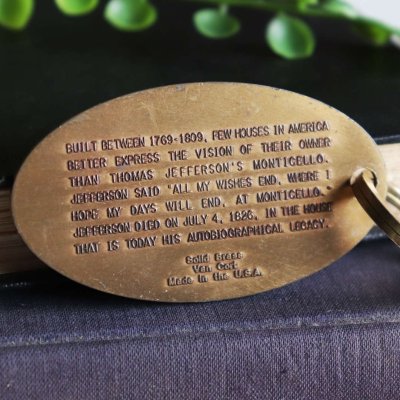 BUILT BETWEEN 1769-1809, FEW HOUSES IN AMERICA
BETTER EXPRESS THE VISION OF THEIR OWNER
THAN THOMAS JEFFERSON'S MONTICELLO.
JEFFERSON SAID "ALL MY WISHES END, WHERE I
HOPE MY DAYS WILL END, AT MONTICELLO."
JEFFERSON DIED ON JULY 4, 1826, IN THE HOUSE
THAT IS TODAY HIS AUTOBIOGRAPHICAL LEGACY.
Solid Brass
Van Cort
Made in the U.S.A.